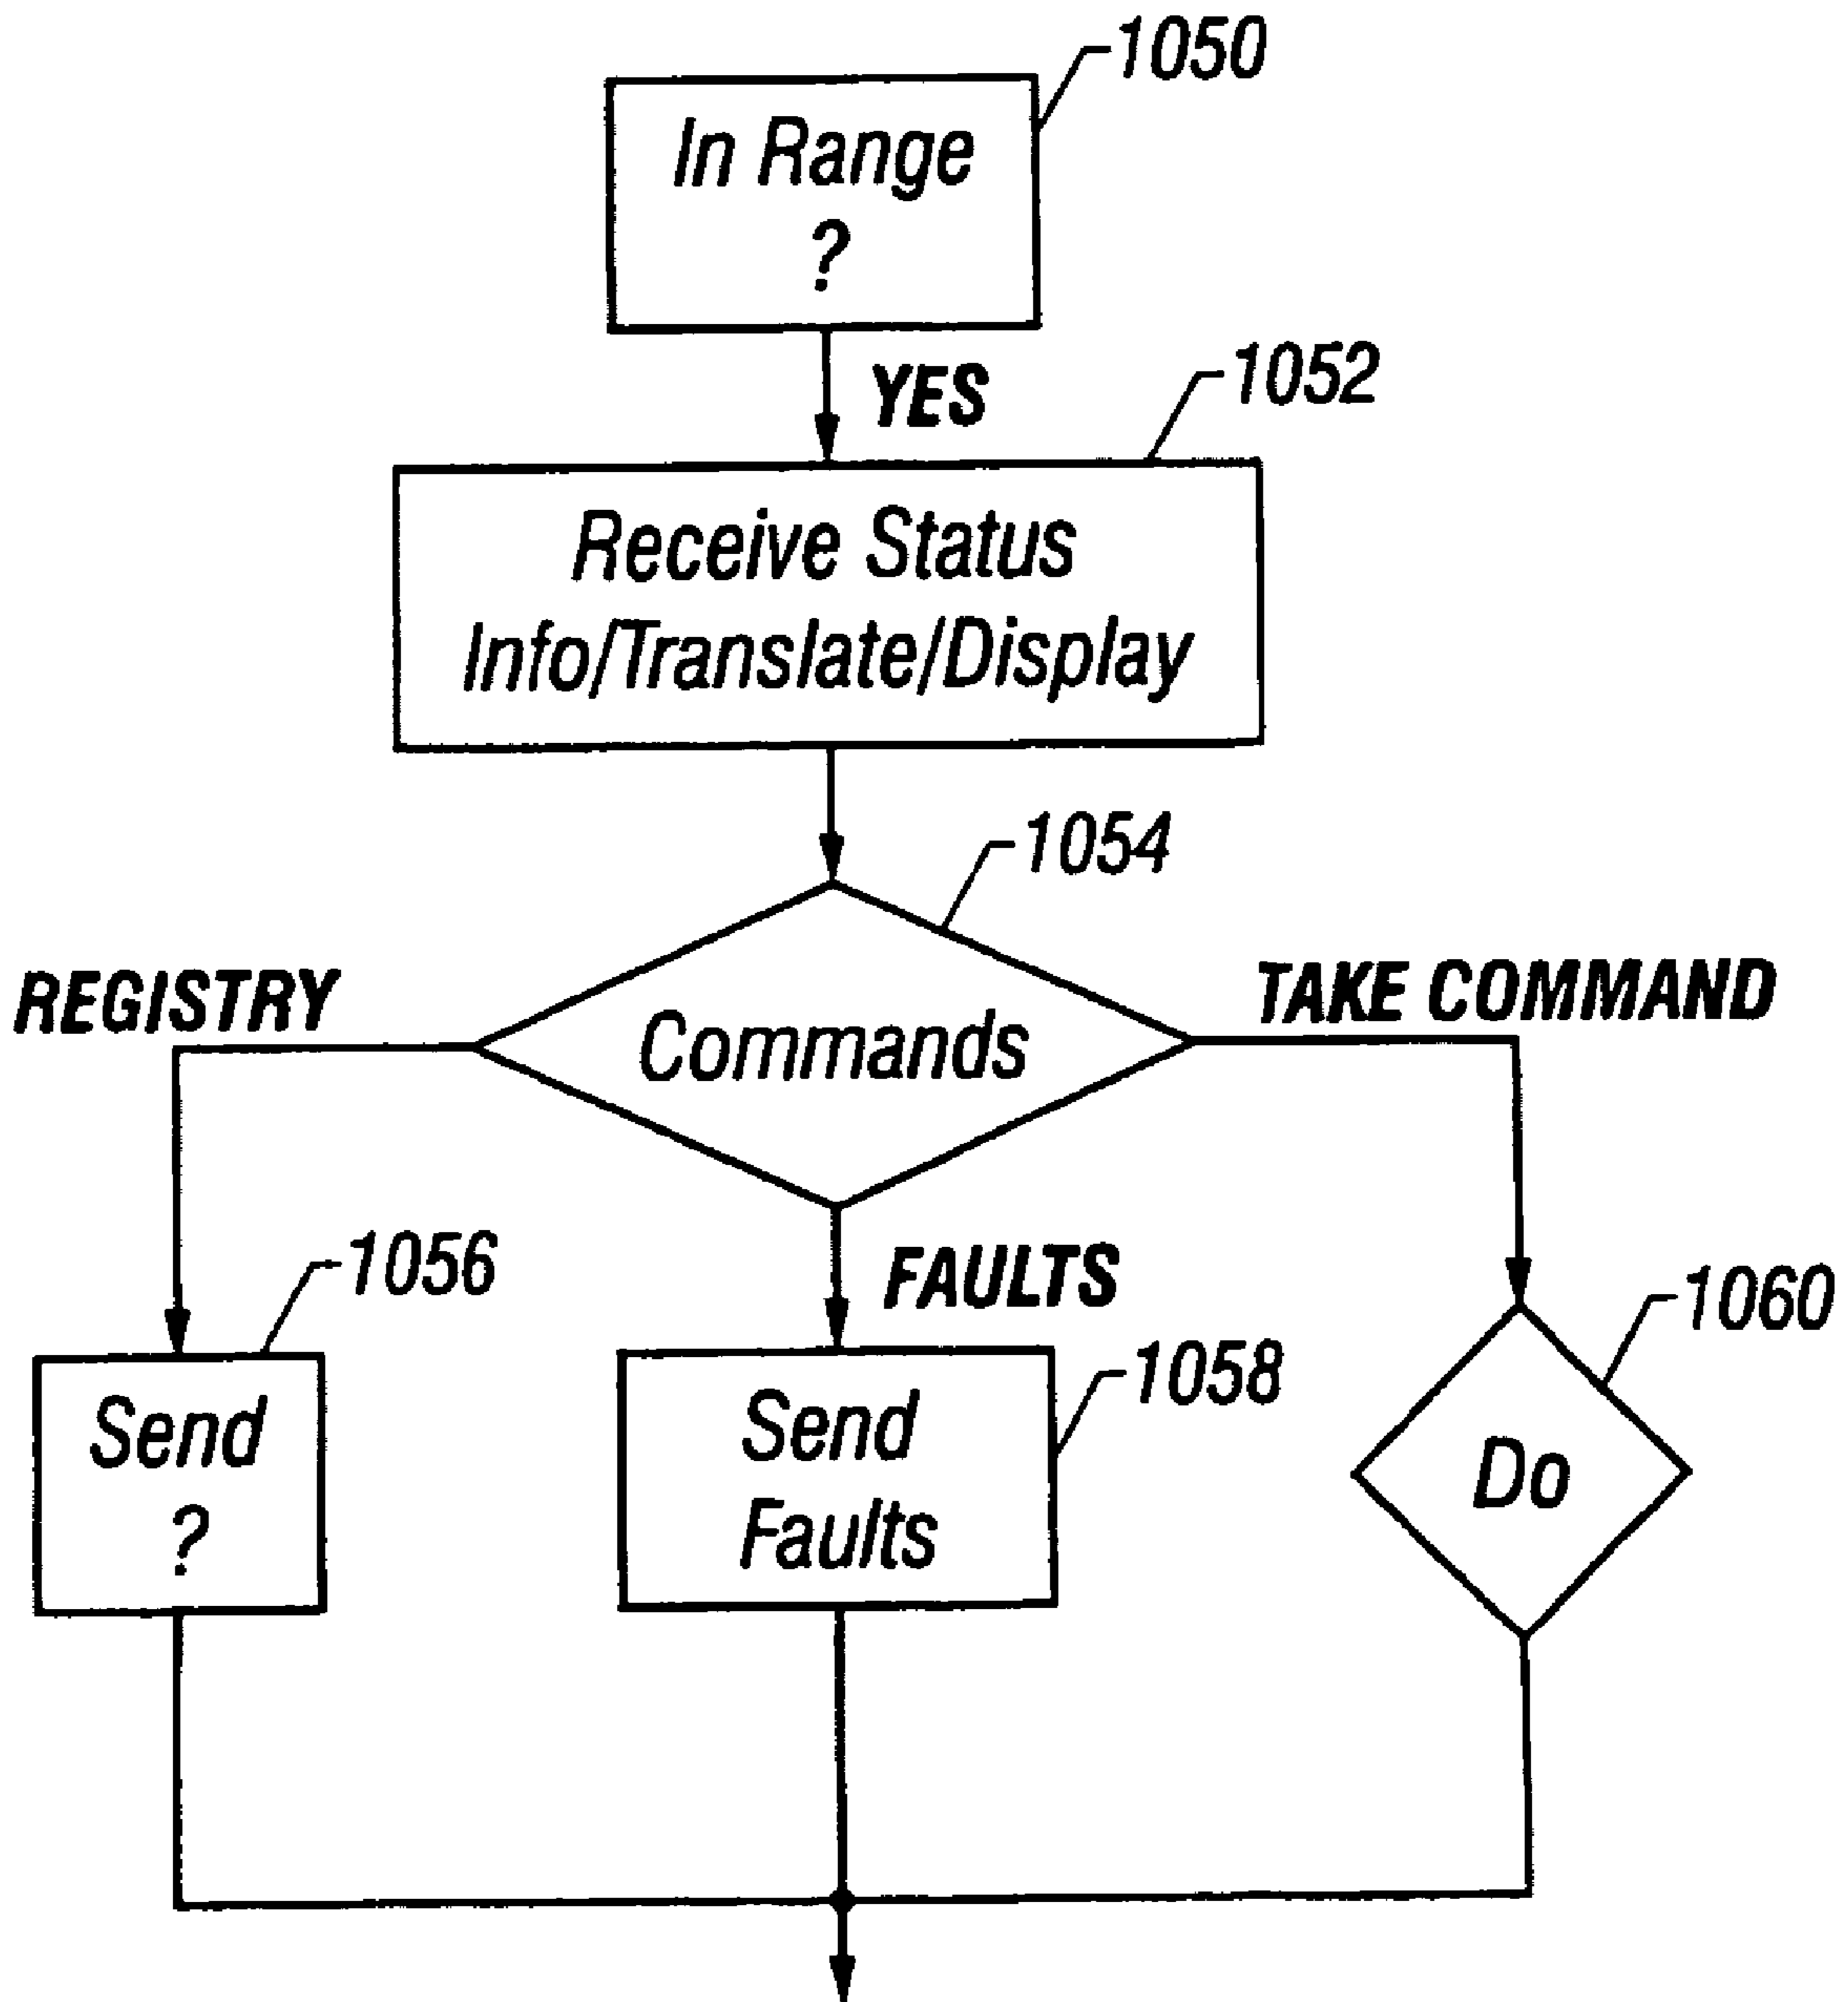 1050
In Range
?
YES
1052
Receive Status
Info/Translate/Display
1054
REGISTRY
Commands
TAKE COMMAND
1056
FAULTS
1060
Send
?
1058
Send
Faults
Do